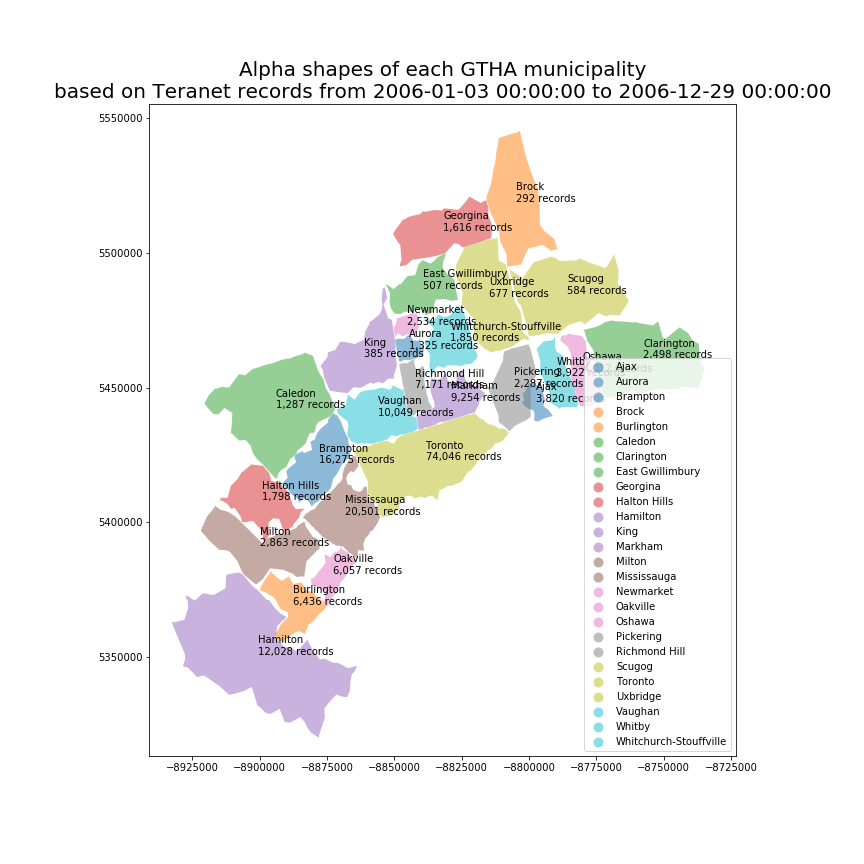 Alpha shapes of each GTHA municipality
based on Teranet records from 2006-01-03 00:00:00 to 2006-12-29 00:00:00
5550000
5500000
5450000
5400000
5350000
−8925000
−8900000
−8875000
−8850000
−8825000
−8800000
−8775000
−8750000
−8725000
Brock
292 records
Georgina
1,616 records
East Gwillimbury
507 records
Uxbridge
677 records
Scugog
584 records
Newmarket
2,534 records
Whitchurch-Stouffville
1,850 records
Aurora
1,325 records
King
385 records
Clarington
2,498 records
Oshawa
Whitby
3,922 records
Pickering
2,287 records
Ajax
3,820 records
Richmond Hill
7,171 records
Markham
9,254 records
Vaughan
10,049 records
Caledon
1,287 records
Toronto
74,046 records
Brampton
16,275 records
Halton Hills
1,798 records
Mississauga
20,501 records
Milton
2,863 records
Oakville
6,057 records
Burlington
6,436 records
Hamilton
12,028 records
Ajax
Aurora
Brampton
Brock
Burlington
Caledon
Clarington
East Gwillimbury
Georgina
Halton Hills
Hamilton
King
Markham
Milton
Mississauga
Newmarket
Oakville
Oshawa
Pickering
Richmond Hill
Scugog
Toronto
Uxbridge
Vaughan
Whitby
Whitchurch-Stouffville